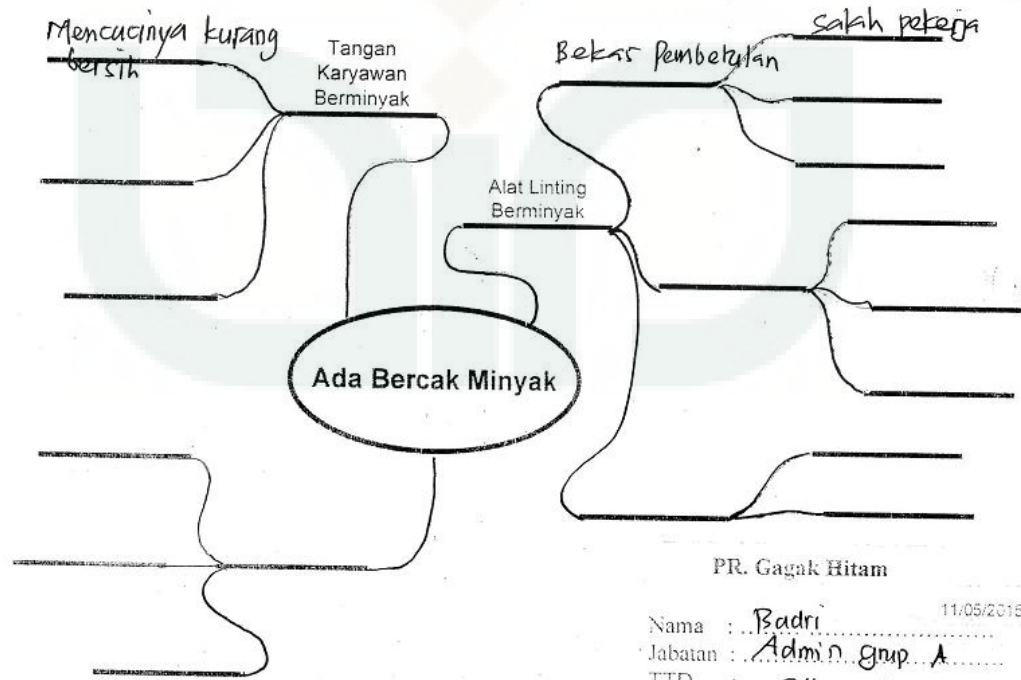 Mencucinya kurang
bersih
Tangan
Karyawan
Berminyak
Bekas Pembetulan
salah pekerja
Alat Linting
Berminyak
Ada Bercak Minyak
PR. Gagak Hitam
11/05/2015
Nama : Badri
Jabatan : Admin grup A
TTD :